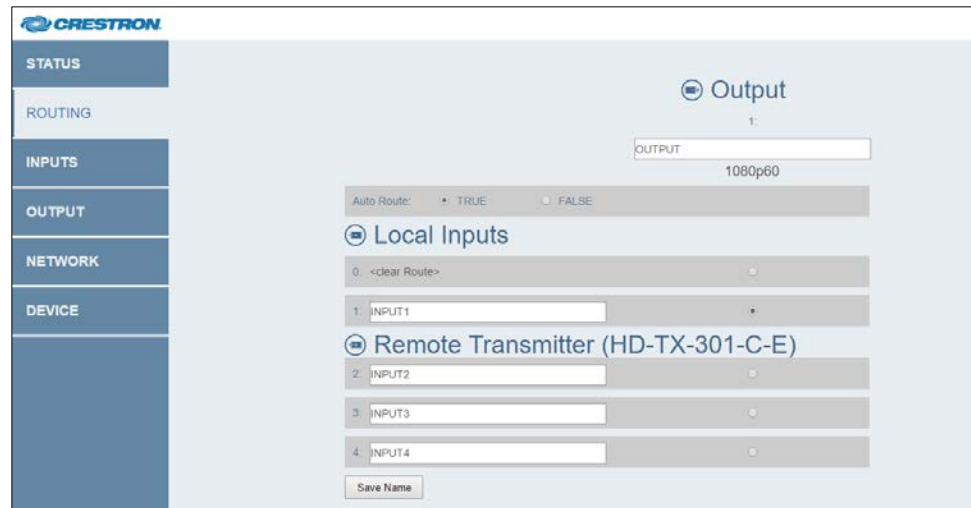 CRESTRON.
STATUS
ROUTING
INPUTS
OUTPUT
NETWORK
DEVICE
Output
1:
OUTPUT
1080p60
Auto Route: TRUE FALSE
Local Inputs
0: <clear Route>
1: INPUT1
Remote Transmitter (HD-TX-301-C-E)
2: INPUT2
3: INPUT3
4: INPUT4
Save Name